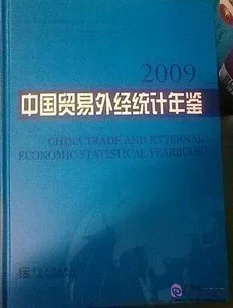 2009
中国贸易外经统计年鉴
CHINA TRADE AND EXTERNAL
ECONOMIC STATISTICAL YEARBOOK